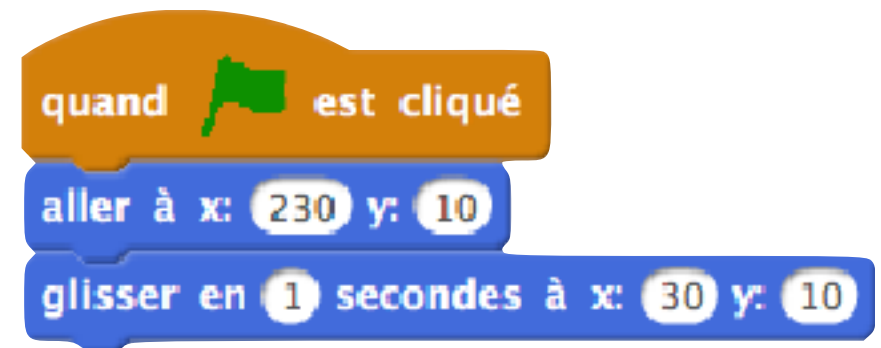 quand est cliqué
aller à x: 230 y: 10
glisser en 1 secondes à x: 30 y: 10